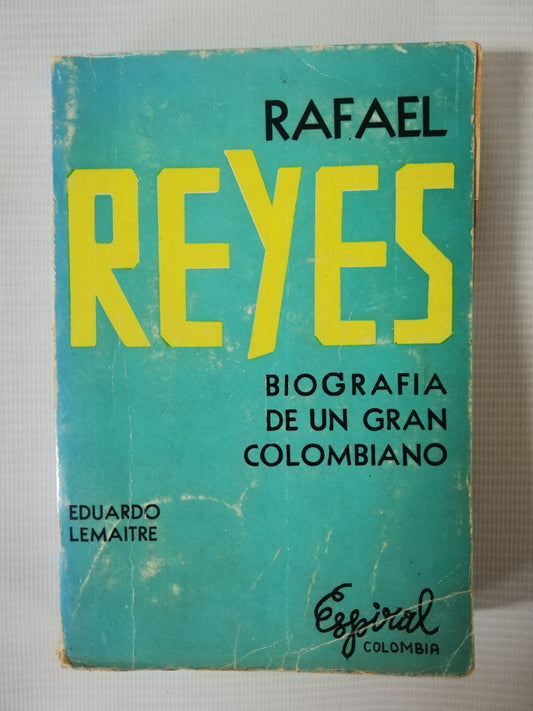 RAFAEL
REYES
BIOGRAFIA
DE UN GRAN
COLOMBIANO
EDUARDO
LEMAITRE
Espiral
COLOMBIA